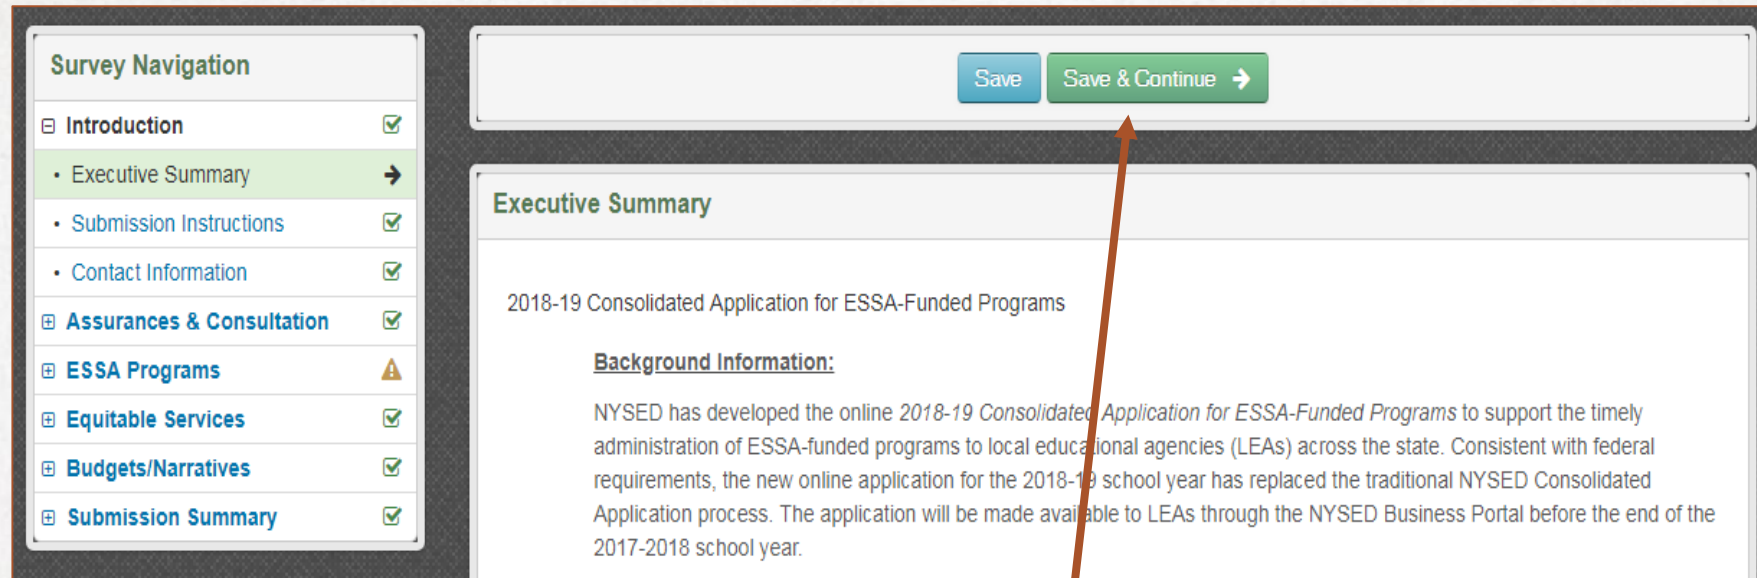 Survey Navigation
Introduction
• Executive Summary
• Submission Instructions
• Contact Information
Assurances & Consultation
ESSA Programs
Equitable Services
Budgets/Narratives
Submission Summary
Save
Save & Continue
Executive Summary
2018-19 Consolidated Application for ESSA-Funded Programs
Background Information:
NYSED has developed the online 2018-19 Consolidated Application for ESSA-Funded Programs to support the timely
administration of ESSA-funded programs to local educational agencies (LEAs) across the state. Consistent with federal
requirements, the new online application for the 2018-19 school year has replaced the traditional NYSED Consolidated
Application process. The application will be made available to LEAs through the NYSED Business Portal before the end of the
2017-2018 school year.